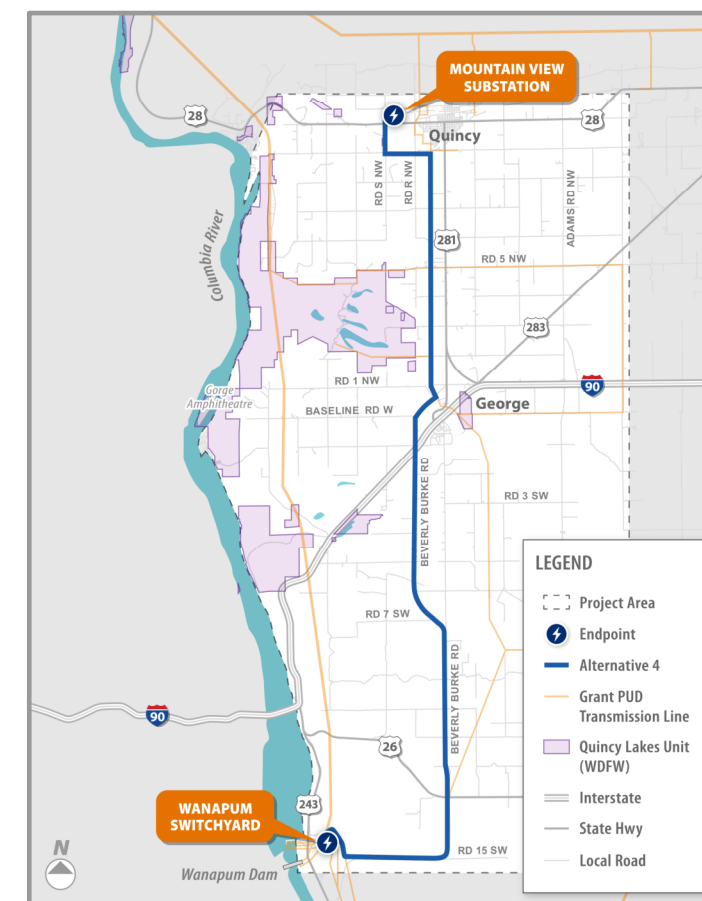 MOUNTAIN VIEW
SUBSTATION
28
28
Quincy
RD S NW
RD R NW
ADAMS RD NW
281
Columbia River
RD 5 NW
283
RD 1 NW
90
Gorge
Amphitheatre
BASELINE RD W
George
BEVERLY BURKE RD
RD 3 SW
RD 7 SW
BEVERLY BURKE RD
90
26
243
WANAPUM
SWITCHYARD
RD 15 SW
Wanapum Dam
N
LEGEND
Project Area
Endpoint
Alternative 4
Grant PUD
Transmission Line
Quincy Lakes Unit
(WDFW)
Interstate
State Hwy
Local Road